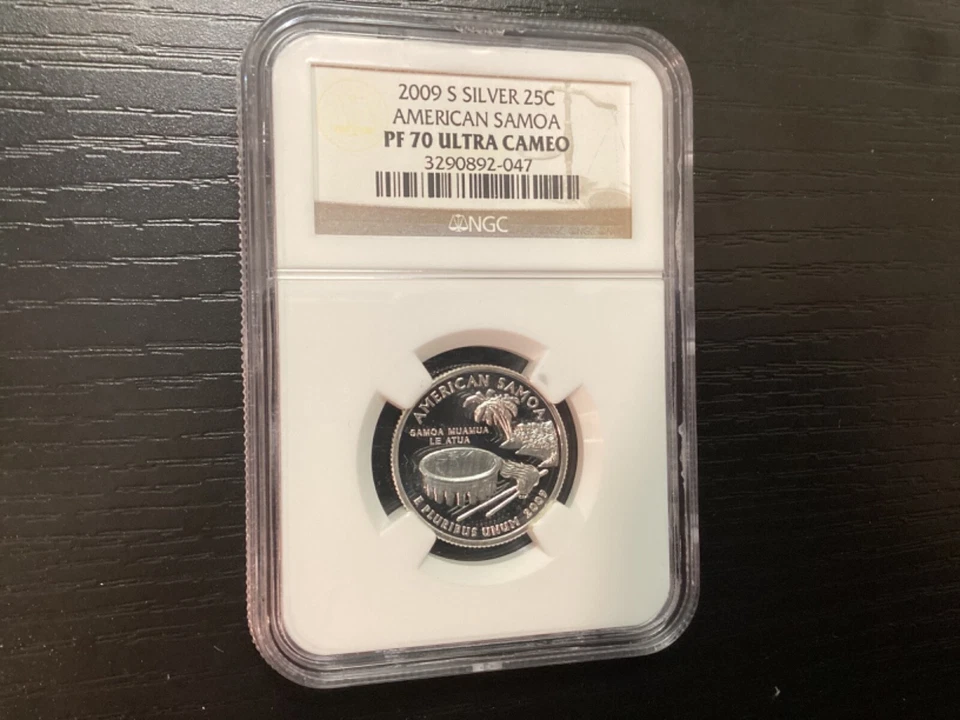 2009 S SILVER 25C
AMERICAN SAMOA
PF 70 ULTRA CAMEO
3290892-047
NGC
AMERICAN SAMOA
SAMOA MUAMUA
LE ATUA
E PLURIBUS UNUM 2009